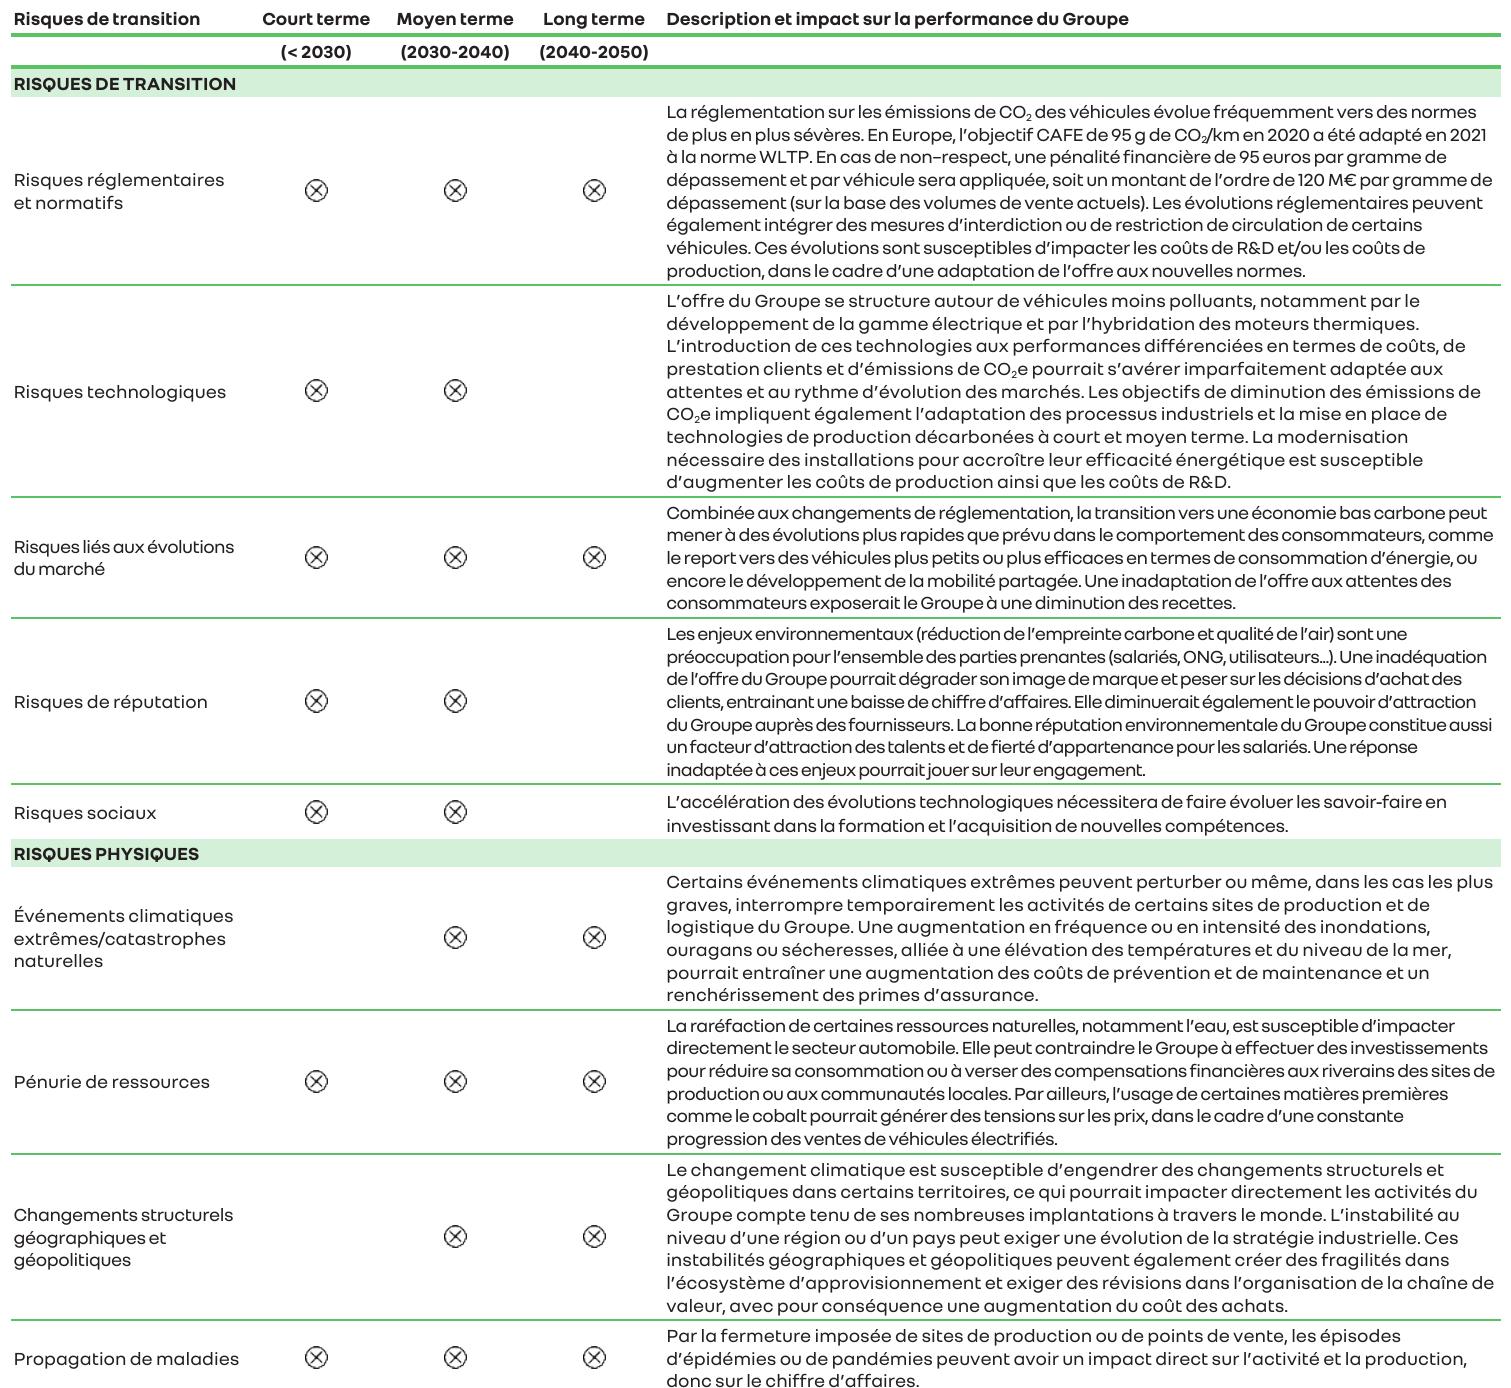 Risques de transition Court terme Moyen terme Long terme Description et impact sur la performance du Groupe
(< 2030) (2030-2040) (2040-2050)
RISQUES DE TRANSITION
Risques réglementaires
et normatifs
La réglementation sur les émissions de CO₂ des véhicules évolue fréquemment vers des normes
de plus en plus sévères. En Europe, l’objectif CAFE de 95 g de CO₂/km en 2020 a été adapté en 2021
à la norme WLTP. En cas de non-respect, une pénalité financière de 95 euros par gramme de
dépassement et par véhicule sera appliquée, soit un montant de l’ordre de 120 M€ par gramme de
dépassement (sur la base des volumes de vente actuels). Les évolutions réglementaires peuvent
également intégrer des mesures d’interdiction ou de restriction de circulation de certains
véhicules. Ces évolutions sont susceptibles d’impacter les coûts de R&D et/ou les coûts de
production, dans le cadre d’une adaptation de l’offre aux nouvelles normes.
Risques technologiques
L’offre du Groupe se structure autour de véhicules moins polluants, notamment par le
développement de la gamme électrique et par l’hybridation des moteurs thermiques.
L’introduction de ces technologies aux performances différenciées en termes de coûts, de
prestation clients et d’émissions de CO₂e pourrait s’avérer imparfaitement adaptée aux
attentes et au rythme d’évolution des marchés. Les objectifs de diminution des émissions de
CO₂e impliquent également l’adaptation des processus industriels et la mise en place de
technologies de production décarbonées à court et moyen terme. La modernisation
nécessaire des installations pour accroître leur efficacité énergétique est susceptible
d’augmenter les coûts de production ainsi que les coûts de R&D.
Risques liés aux évolutions
du marché
Combinée aux changements de réglementation, la transition vers une économie bas carbone peut
mener à des évolutions plus rapides que prévu dans le comportement des consommateurs, comme
le report vers des véhicules plus petits ou plus efficaces en termes de consommation d’énergie, ou
encore le développement de la mobilité partagée. Une inadaptation de l’offre aux attentes des
consommateurs exposerait le Groupe à une diminution des recettes.
Risques de réputation
Les enjeux environnementaux (réduction de l’empreinte carbone et qualité de l’air) sont une
préoccupation pour l’ensemble des parties prenantes (salariés, ONG, utilisateurs…). Une inadéquation
de l’offre du Groupe pourrait dégrader son image de marque et peser sur les décisions d’achat des
clients, entrainant une baisse de chiffre d’affaires. Elle diminuerait également le pouvoir d’attraction
du Groupe auprès des fournisseurs. La bonne réputation environnementale du Groupe constitue aussi
un facteur d’attraction des talents et de fierté d’appartenance pour les salariés. Une réponse
inadaptée à ces enjeux pourrait jouer sur leur engagement.
Risques sociaux
L’accélération des évolutions technologiques nécessitera de faire évoluer les savoir-faire en
investissant dans la formation et l’acquisition de nouvelles compétences.
RISQUES PHYSIQUES
Événements climatiques
extrêmes/catastrophes
naturelles
Certains événements climatiques extrêmes peuvent perturber ou même, dans les cas les plus
graves, interrompre temporairement les activités de certains sites de production et de
logistique du Groupe. Une augmentation en fréquence ou en intensité des inondations,
ouragans ou sécheresses, alliée à une élévation des températures et du niveau de la mer,
pourrait entraîner une augmentation des coûts de prévention et de maintenance et un
renchérissement des primes d’assurance.
Pénurie de ressources
La raréfaction de certaines ressources naturelles, notamment l’eau, est susceptible d’impacter
directement le secteur automobile. Elle peut contraindre le Groupe à effectuer des investissements
pour réduire sa consommation ou à verser des compensations financières aux riverains des sites de
production ou aux communautés locales. Par ailleurs, l’usage de certaines matières premières
comme le cobalt pourrait générer des tensions sur les prix, dans le cadre d’une constante
progression des ventes de véhicules électrifiés.
Changements structurels
géographiques et
géopolitiques
Le changement climatique est susceptible d’engendrer des changements structurels et
géopolitiques dans certains territoires, ce qui pourrait impacter directement les activités du
Groupe compte tenu de ses nombreuses implantations à travers le monde. L’instabilité au
niveau d’une région ou d’un pays peut exiger une évolution de la stratégie industrielle. Ces
instabilités géographiques et géopolitiques peuvent également créer des fragilités dans
l’écosystème d’approvisionnement et exiger des révisions dans l’organisation de la chaîne de
valeur, avec pour conséquence une augmentation du coût des achats.
Propagation de maladies
Par la fermeture imposée de sites de production ou de points de vente, les épisodes
d’épidémies ou de pandémies peuvent avoir un impact direct sur l’activité et la production,
donc sur le chiffre d’affaires.